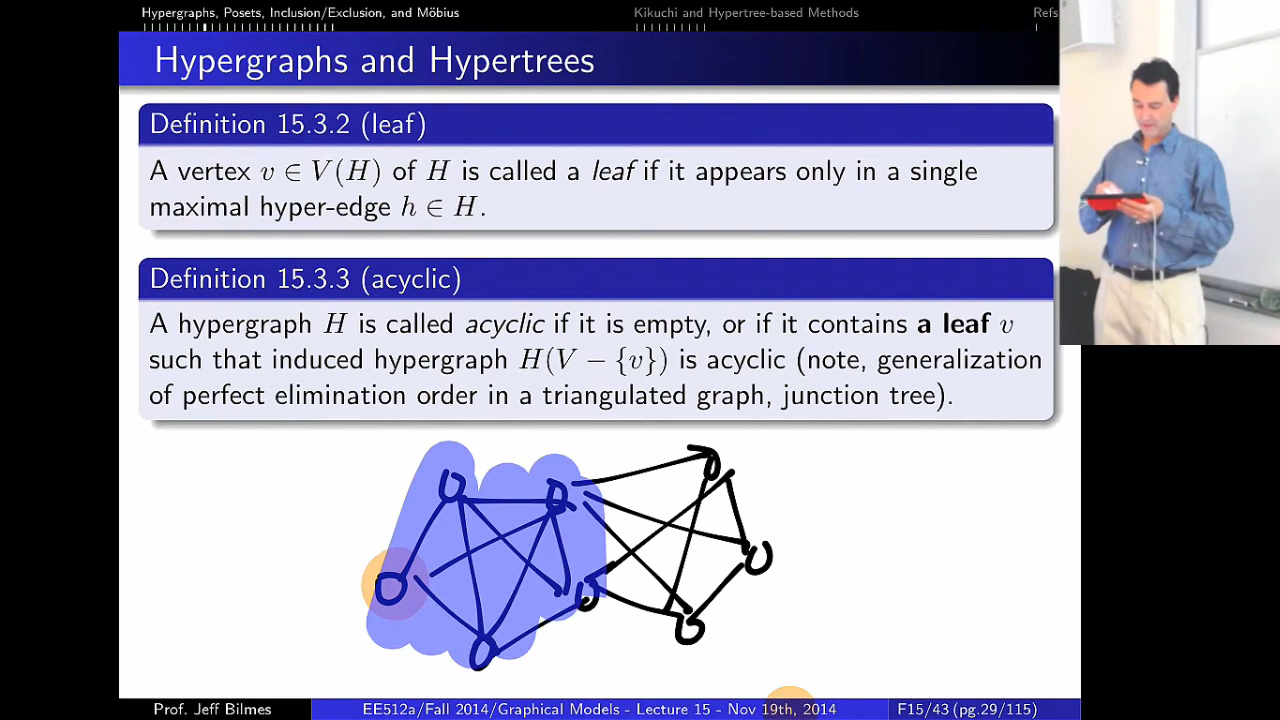 Hypergraphs, Posets, Inclusion/Exclusion, and Möbius Kikuchi and Hypertree-based Methods Refs
Hypergraphs and Hypertrees
Definition 15.3.2 (leaf)
A vertex v ∈ V(H) of H is called a leaf if it appears only in a single
maximal hyper-edge h ∈ H.
Definition 15.3.3 (acyclic)
A hypergraph H is called acyclic if it is empty, or if it contains a leaf v
such that induced hypergraph H(V − {v}) is acyclic (note, generalization
of perfect elimination order in a triangulated graph, junction tree).
Prof. Jeff Bilmes EE512a/Fall 2014/Graphical Models - Lecture 15 - Nov 19th, 2014 F15/43 (pg.29/115)